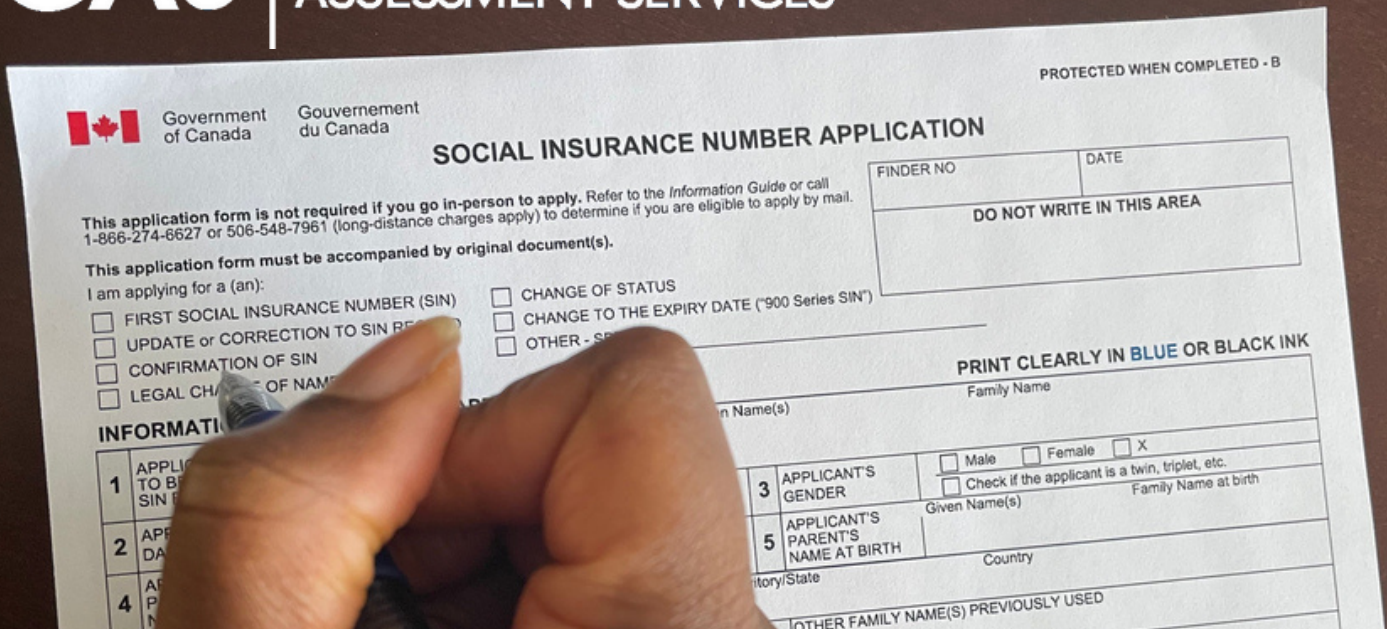 ASSESSMENT SERVICES
PROTECTED WHEN COMPLETED - B
Government
of Canada
Gouvernement
du Canada
SOCIAL INSURANCE NUMBER APPLICATION
FINDER NO
DATE
DO NOT WRITE IN THIS AREA
This application form is not required if you go in-person to apply. Refer to the Information Guide or call
1-866-274-6627 or 506-548-7961 (long-distance charges apply) to determine if you are eligible to apply by mail.
This application form must be accompanied by original document(s).
I am applying for a (an):
FIRST SOCIAL INSURANCE NUMBER (SIN)
UPDATE or CORRECTION TO SIN
CONFIRMATION OF SIN
LEGAL OF
CHANGE OF STATUS
CHANGE TO THE EXPIRY DATE ("900 Series SIN")
OTHER -
PRINT CLEARLY IN BLUE OR BLACK INK
Name(s)
Family Name
1
TO
SIN
2
3 APPLICANT'S
GENDER
Male Female X
Check if the applicant is a twin, triplet, etc.
4
5 APPLICANT'S
PARENT'S
NAME AT BIRTH
Given Name(s)
Family Name at birth
Country
OTHER FAMILY NAME(S) PREVIOUSLY USED